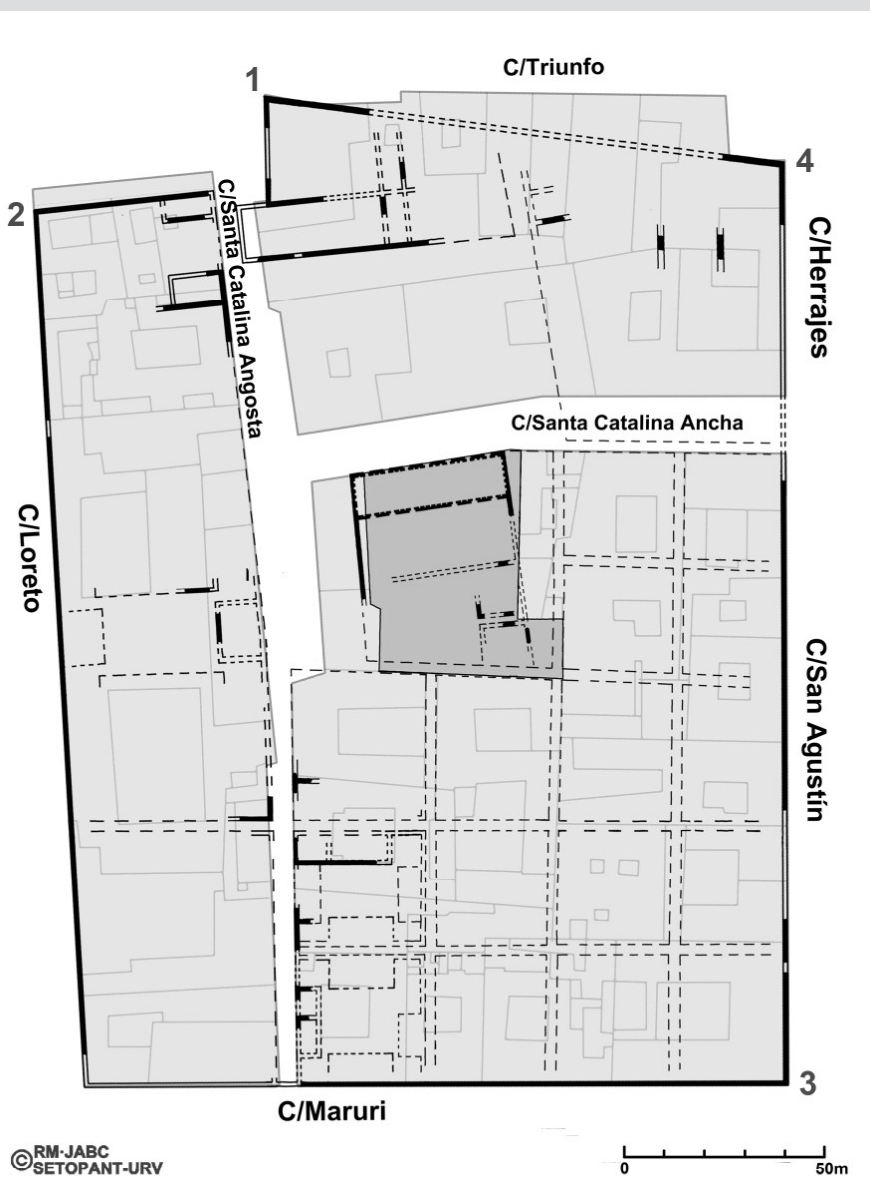 C/Triunfo
1
4
2
C/Santa Catalina Angosta
C/Herrajes
C/Santa Catalina Ancha
C/Loreto
C/San Agustín
3
C/Maruri
©RM·JABC
SETOPANT-URV
0 50m